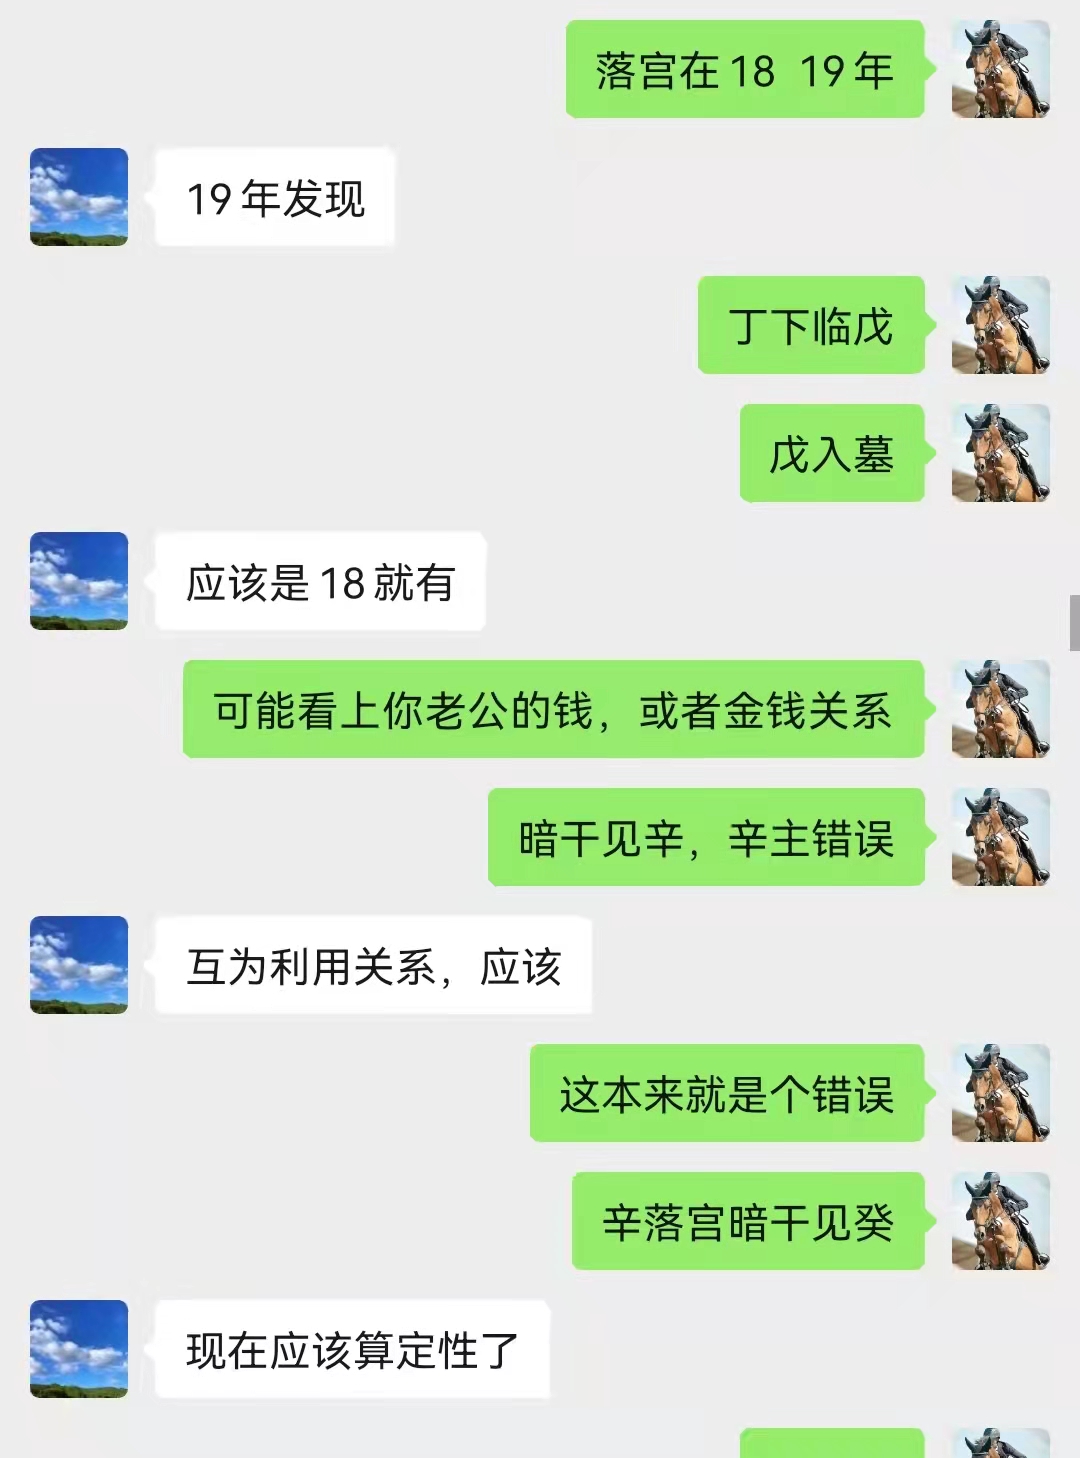 落宫在18 19年
19年发现
丁下临戊
戊入墓
应该是18就有
可能看上你老公的钱，或者金钱关系
暗干见辛，辛主错误
互为利用关系，应该
这本来就是个错误
辛落宫暗干见癸
现在应该算定性了